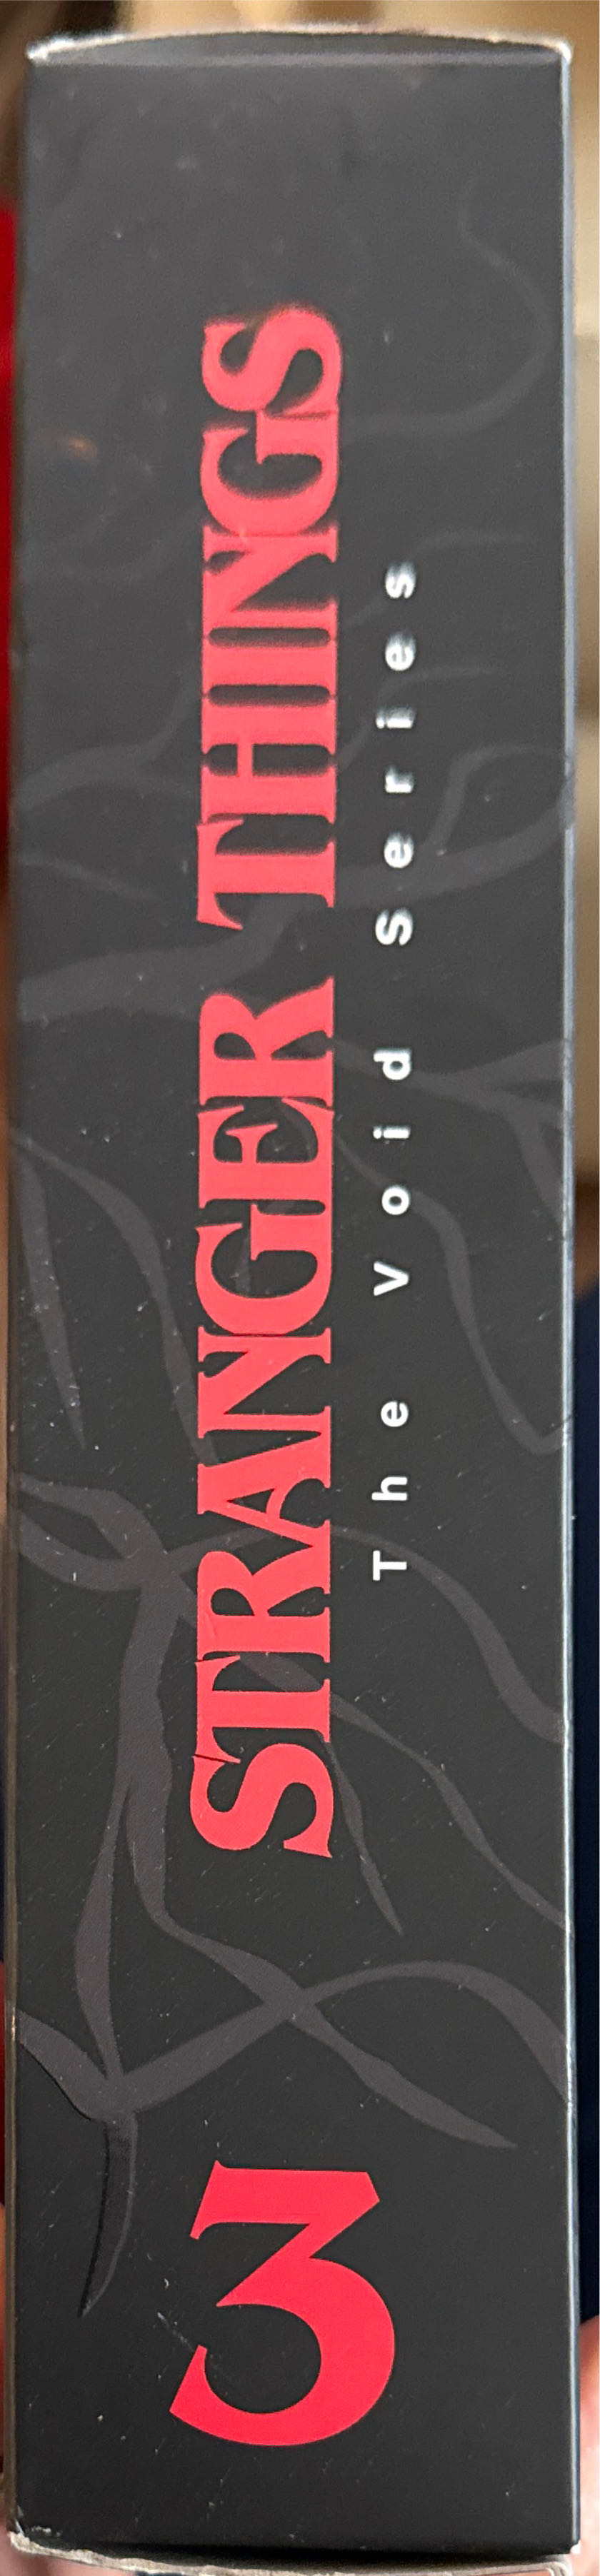 STRANGER THINGS
The Void Series
3